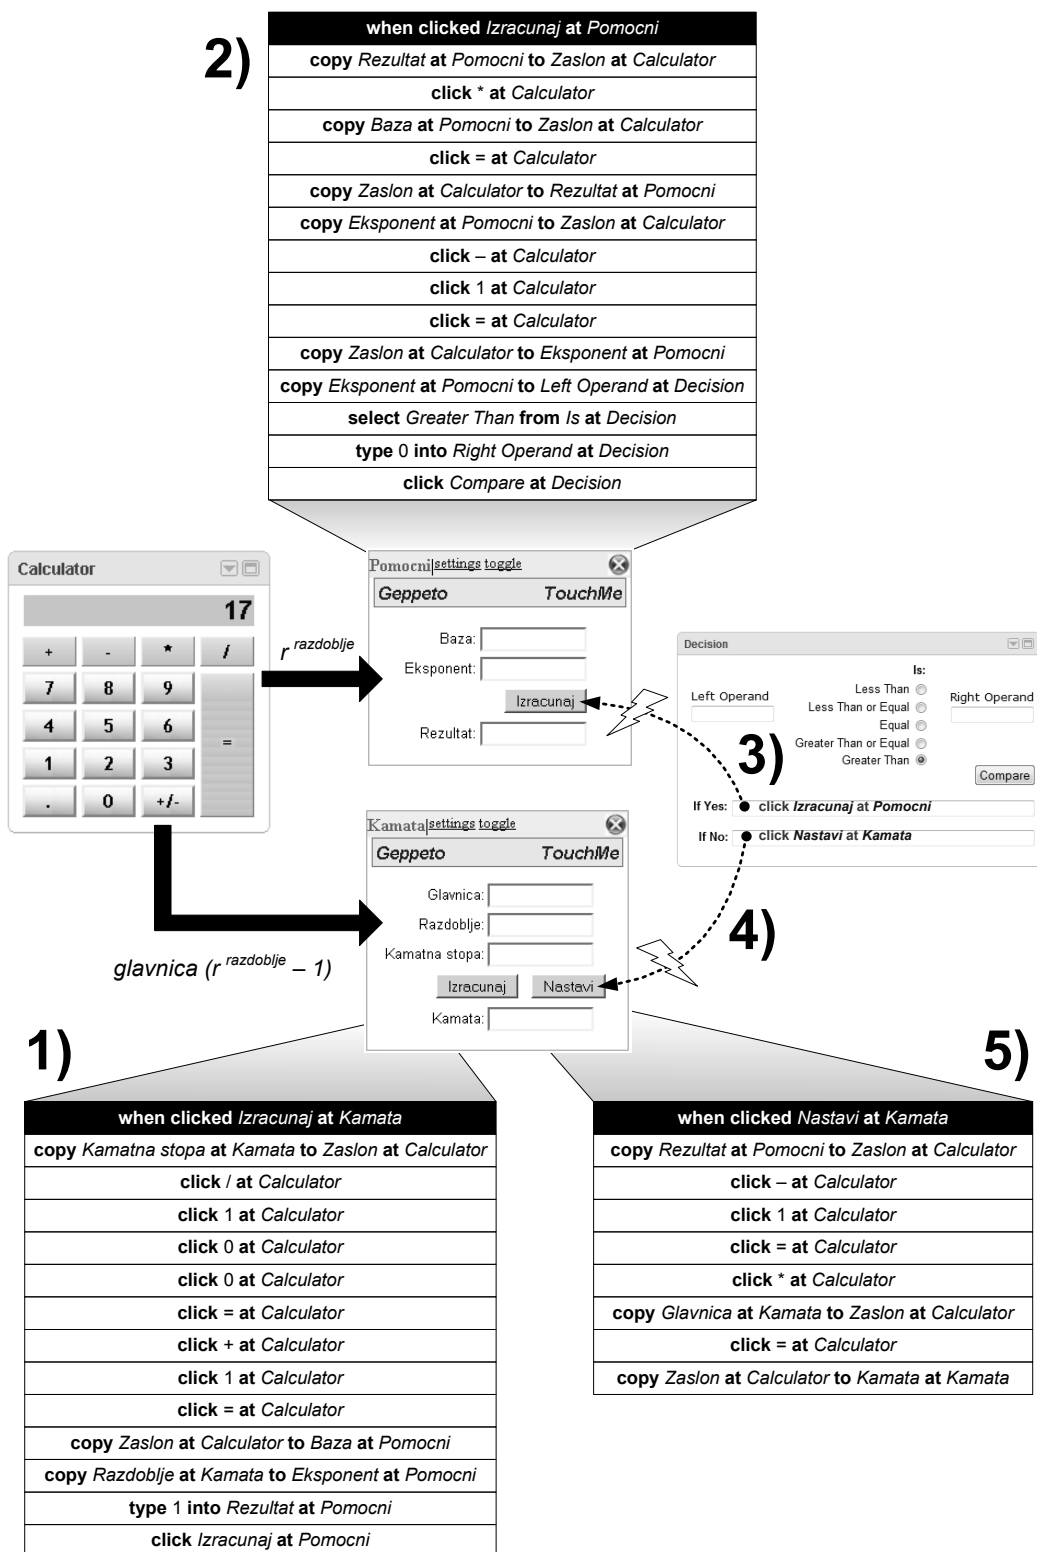 2)
when clicked Izracunaj at Pomocni
copy Rezultat at Pomocni to Zaslon at Calculator
click * at Calculator
copy Baza at Pomocni to Zaslon at Calculator
click = at Calculator
copy Zaslon at Calculator to Rezultat at Pomocni
copy Eksponent at Pomocni to Zaslon at Calculator
click – at Calculator
click 1 at Calculator
click = at Calculator
copy Zaslon at Calculator to Eksponent at Pomocni
copy Eksponent at Pomocni to Left Operand at Decision
select Greater Than from Is at Decision
type 0 into Right Operand at Decision
click Compare at Decision
Calculator
17
+ - * /
7 8 9
4 5 6 =
1 2 3
. 0 +/-
r razdoblje
Pomocni|settings toggle
Geppeto TouchMe
Baza:
Eksponent:
Izracunaj
Rezultat:
Decision
Is:
Left Operand
Less Than
Less Than or Equal
Equal
Greater Than or Equal
Greater Than
Right Operand
Compare
If Yes: click Izracunaj at Pomocni
If No: click Nastavi at Kamata
3)
4)
glavnica (r razdoblje – 1)
Kamata|settings toggle
Geppeto TouchMe
Glavnica:
Razdoblje:
Kamatna stopa:
Izracunaj Nastavi
Kamata:
1)
when clicked Izracunaj at Kamata
copy Kamatna stopa at Kamata to Zaslon at Calculator
click / at Calculator
click 1 at Calculator
click 0 at Calculator
click 0 at Calculator
click = at Calculator
click + at Calculator
click 1 at Calculator
click = at Calculator
copy Zaslon at Calculator to Baza at Pomocni
copy Razdoblje at Kamata to Eksponent at Pomocni
type 1 into Rezultat at Pomocni
click Izracunaj at Pomocni
5)
when clicked Nastavi at Kamata
copy Rezultat at Pomocni to Zaslon at Calculator
click – at Calculator
click 1 at Calculator
click = at Calculator
click * at Calculator
copy Glavnica at Kamata to Zaslon at Calculator
click = at Calculator
copy Zaslon at Calculator to Kamata at Kamata